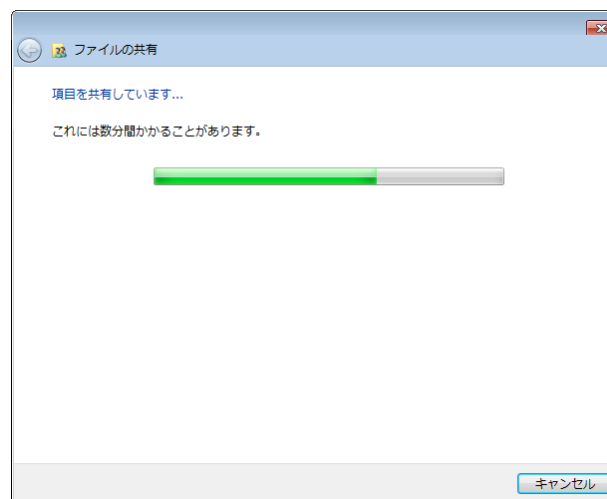 ファイルの共有
項目を共有しています...
これには数分間かかることがあります。
キャンセル